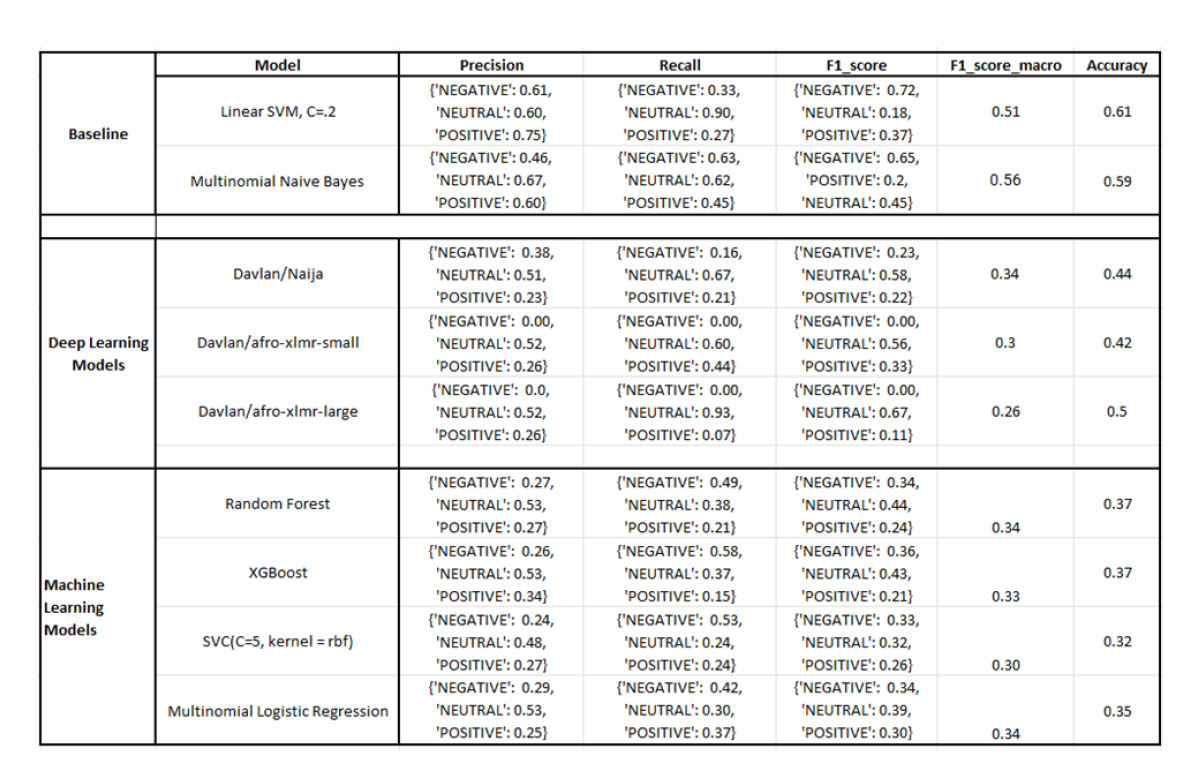 Model Precision Recall F1_score F1_score_macro Accuracy
Baseline
Linear SVM, C=.2
{'NEGATIVE': 0.61,
'NEUTRAL': 0.60,
'POSITIVE': 0.75}
{'NEGATIVE': 0.33,
'NEUTRAL': 0.90,
'POSITIVE': 0.27}
{'NEGATIVE': 0.72,
'NEUTRAL': 0.18,
'POSITIVE': 0.37}
0.51
0.61
Multinomial Naive Bayes
{'NEGATIVE': 0.46,
'NEUTRAL': 0.67,
'POSITIVE': 0.60}
{'NEGATIVE': 0.63,
'NEUTRAL': 0.62,
'POSITIVE': 0.45}
{'NEGATIVE': 0.65,
'POSITIVE': 0.2,
'NEUTRAL': 0.45}
0.56
0.59
Deep Learning
Models
Davlan/Naija
{'NEGATIVE': 0.38,
'NEUTRAL': 0.51,
'POSITIVE': 0.23}
{'NEGATIVE': 0.16,
'NEUTRAL': 0.67,
'POSITIVE': 0.21}
{'NEGATIVE': 0.23,
'NEUTRAL': 0.58,
'POSITIVE': 0.22}
0.34
0.44
Davlan/afro-xlmr-small
{'NEGATIVE': 0.00,
'NEUTRAL': 0.52,
'POSITIVE': 0.26}
{'NEGATIVE': 0.00,
'NEUTRAL': 0.60,
'POSITIVE': 0.44}
{'NEGATIVE': 0.00,
'NEUTRAL': 0.56,
'POSITIVE': 0.33}
0.3
0.42
Davlan/afro-xlmr-large
{'NEGATIVE': 0.0,
'NEUTRAL': 0.52,
'POSITIVE': 0.26}
{'NEGATIVE': 0.00,
'NEUTRAL': 0.93,
'POSITIVE': 0.07}
{'NEGATIVE': 0.00,
'NEUTRAL': 0.67,
'POSITIVE': 0.11}
0.26
0.5
Machine
Learning
Models
Random Forest
{'NEGATIVE': 0.27,
'NEUTRAL': 0.53,
'POSITIVE': 0.27}
{'NEGATIVE': 0.49,
'NEUTRAL': 0.38,
'POSITIVE': 0.21}
{'NEGATIVE': 0.34,
'NEUTRAL': 0.44,
'POSITIVE': 0.24}
0.34
0.37
XGBoost
{'NEGATIVE': 0.26,
'NEUTRAL': 0.53,
'POSITIVE': 0.34}
{'NEGATIVE': 0.58,
'NEUTRAL': 0.37,
'POSITIVE': 0.15}
{'NEGATIVE': 0.36,
'NEUTRAL': 0.43,
'POSITIVE': 0.21}
0.33
0.37
SVC(C=5, kernel = rbf)
{'NEGATIVE': 0.24,
'NEUTRAL': 0.48,
'POSITIVE': 0.27}
{'NEGATIVE': 0.53,
'NEUTRAL': 0.24,
'POSITIVE': 0.24}
{'NEGATIVE': 0.33,
'NEUTRAL': 0.32,
'POSITIVE': 0.26}
0.30
0.32
Multinomial Logistic Regression
{'NEGATIVE': 0.29,
'NEUTRAL': 0.53,
'POSITIVE': 0.25}
{'NEGATIVE': 0.42,
'NEUTRAL': 0.30,
'POSITIVE': 0.37}
{'NEGATIVE': 0.34,
'NEUTRAL': 0.39,
'POSITIVE': 0.30}
0.34
0.35